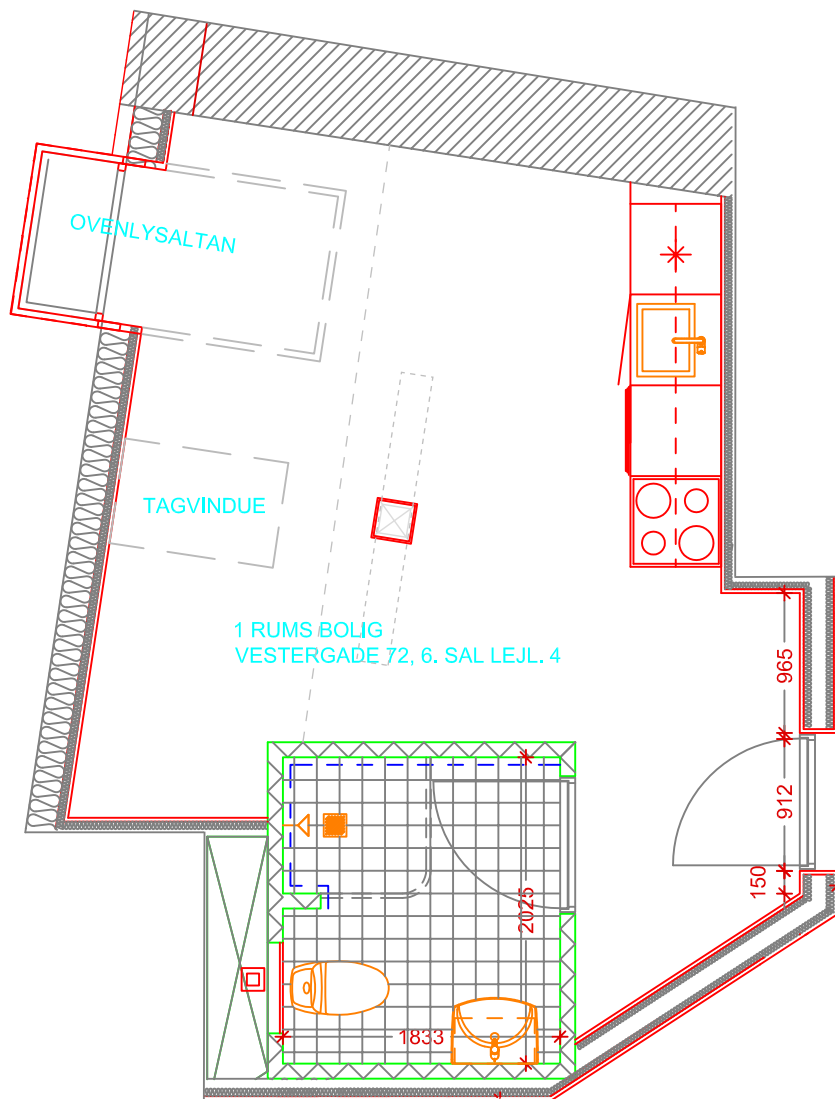 OVENLYSALTAN
TAGVINDUE
1 RUMS BOLIG
VESTERGADE 72, 6. SAL LEJL. 4
965
912
150
2025
1833